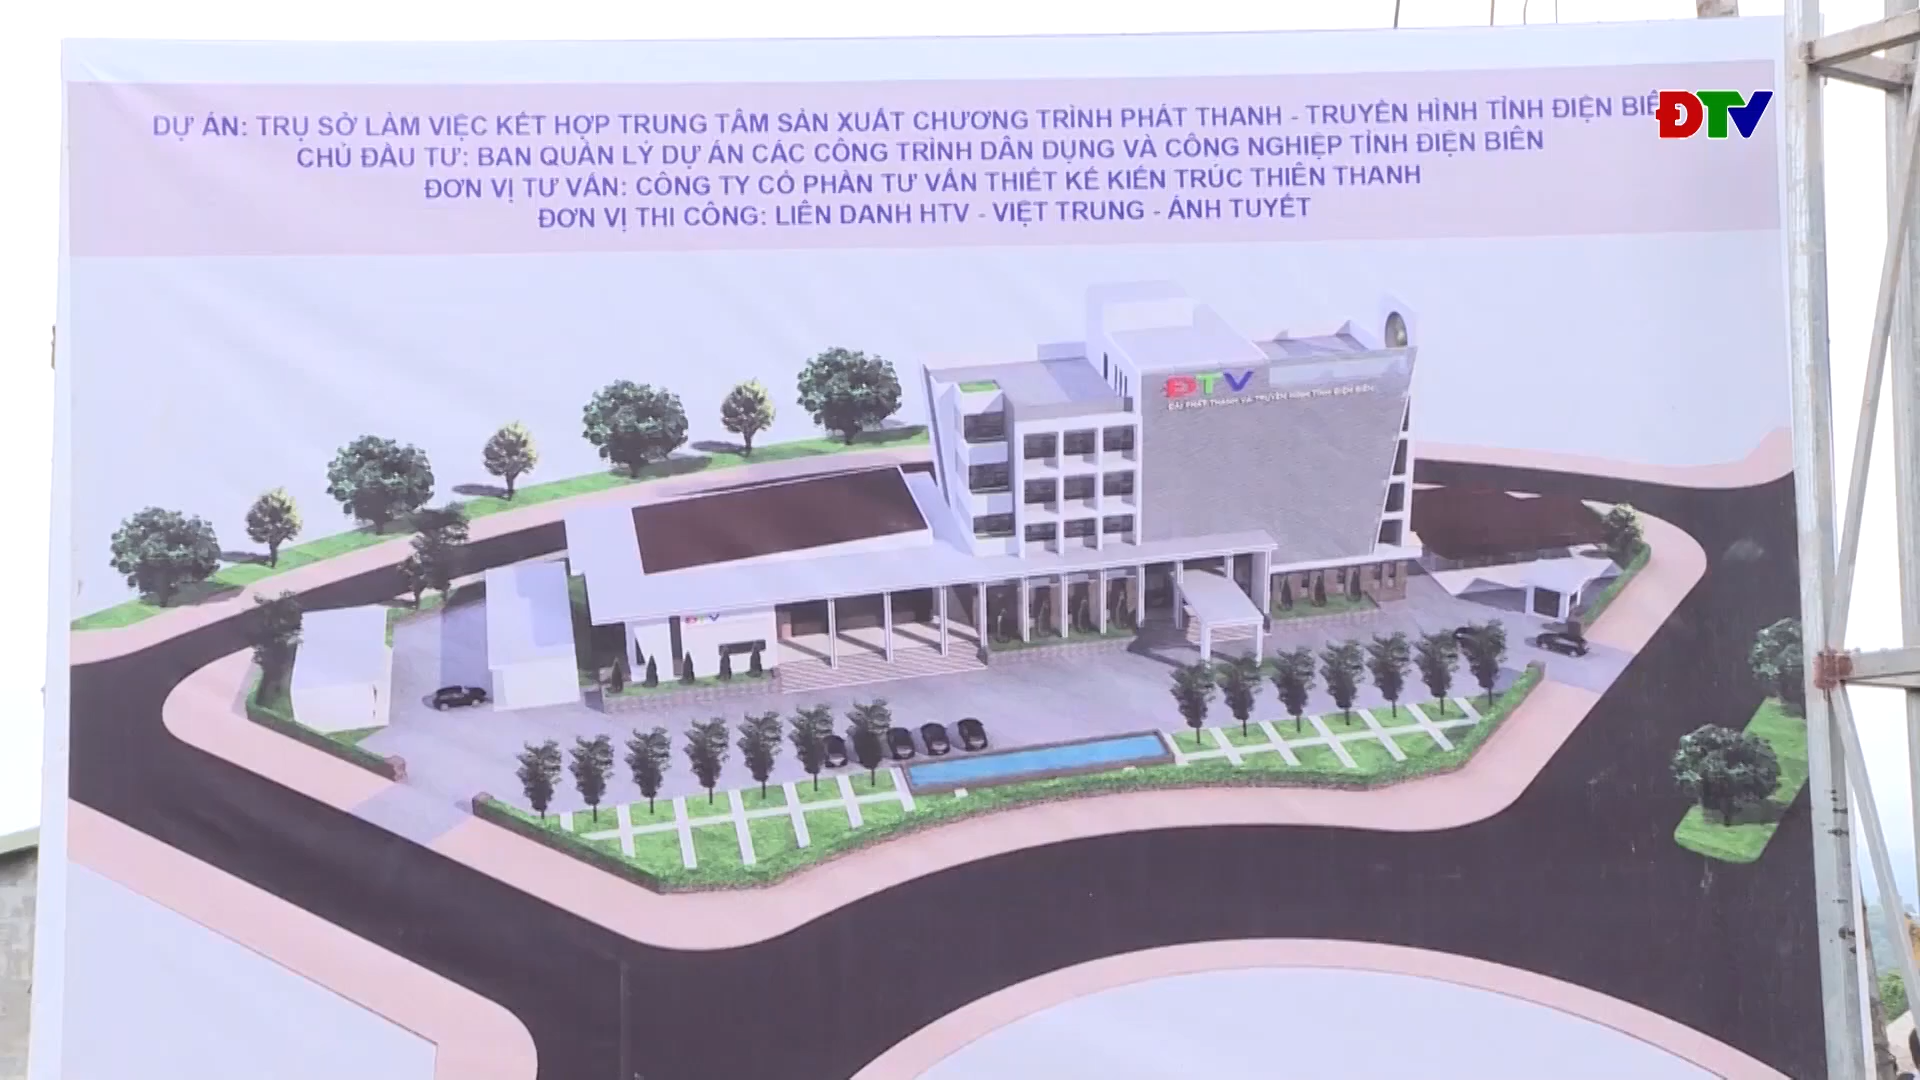 DỰ ÁN: TRỤ SỞ LÀM VIỆC KẾT HỢP TRUNG TÂM SẢN XUẤT CHƯƠNG TRÌNH PHÁT THANH - TRUYỀN HÌNH TỈNH ĐIỆN BIÊ
ĐTV
CHỦ ĐẦU TƯ: BAN QUẢN LÝ DỰ ÁN CÁC CÔNG TRÌNH DÂN DỤNG VÀ CÔNG NGHIỆP TỈNH ĐIỆN BIÊN
ĐƠN VỊ TƯ VẤN: CÔNG TY CỔ PHẦN TƯ VẤN THIẾT KẾ KIẾN TRÚC THIÊN THANH
ĐƠN VỊ THI CÔNG: LIÊN DANH HTV - VIỆT TRUNG - ÁNH TUYẾT
ĐTV
ĐÀI PHÁT THANH VÀ TRUYỀN HÌNH TỈNH ĐIỆN BIÊN
ĐTV